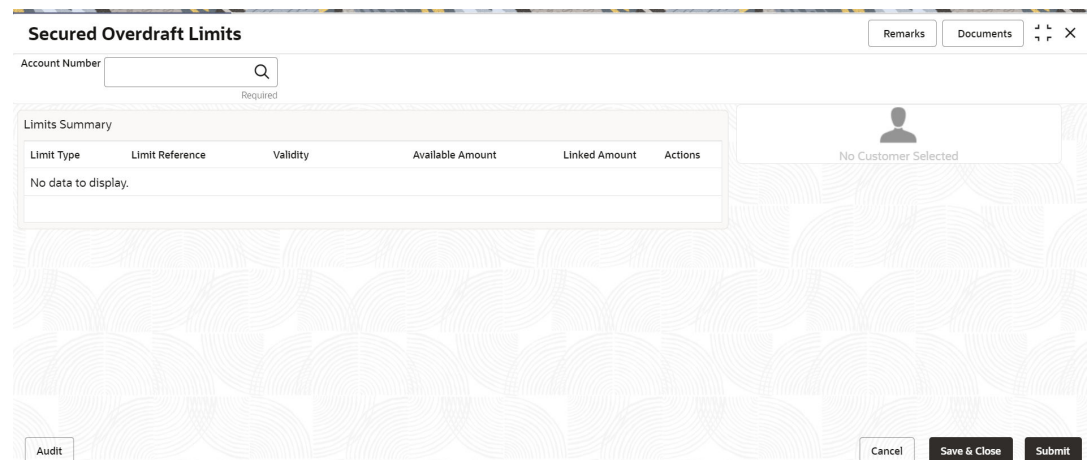 Secured Overdraft Limits
Remarks
Documents
Account Number
Required
Limits Summary
Limit Type Limit Reference Validity Available Amount Linked Amount Actions
No data to display.
No Customer Selected
Audit
Cancel
Save & Close
Submit